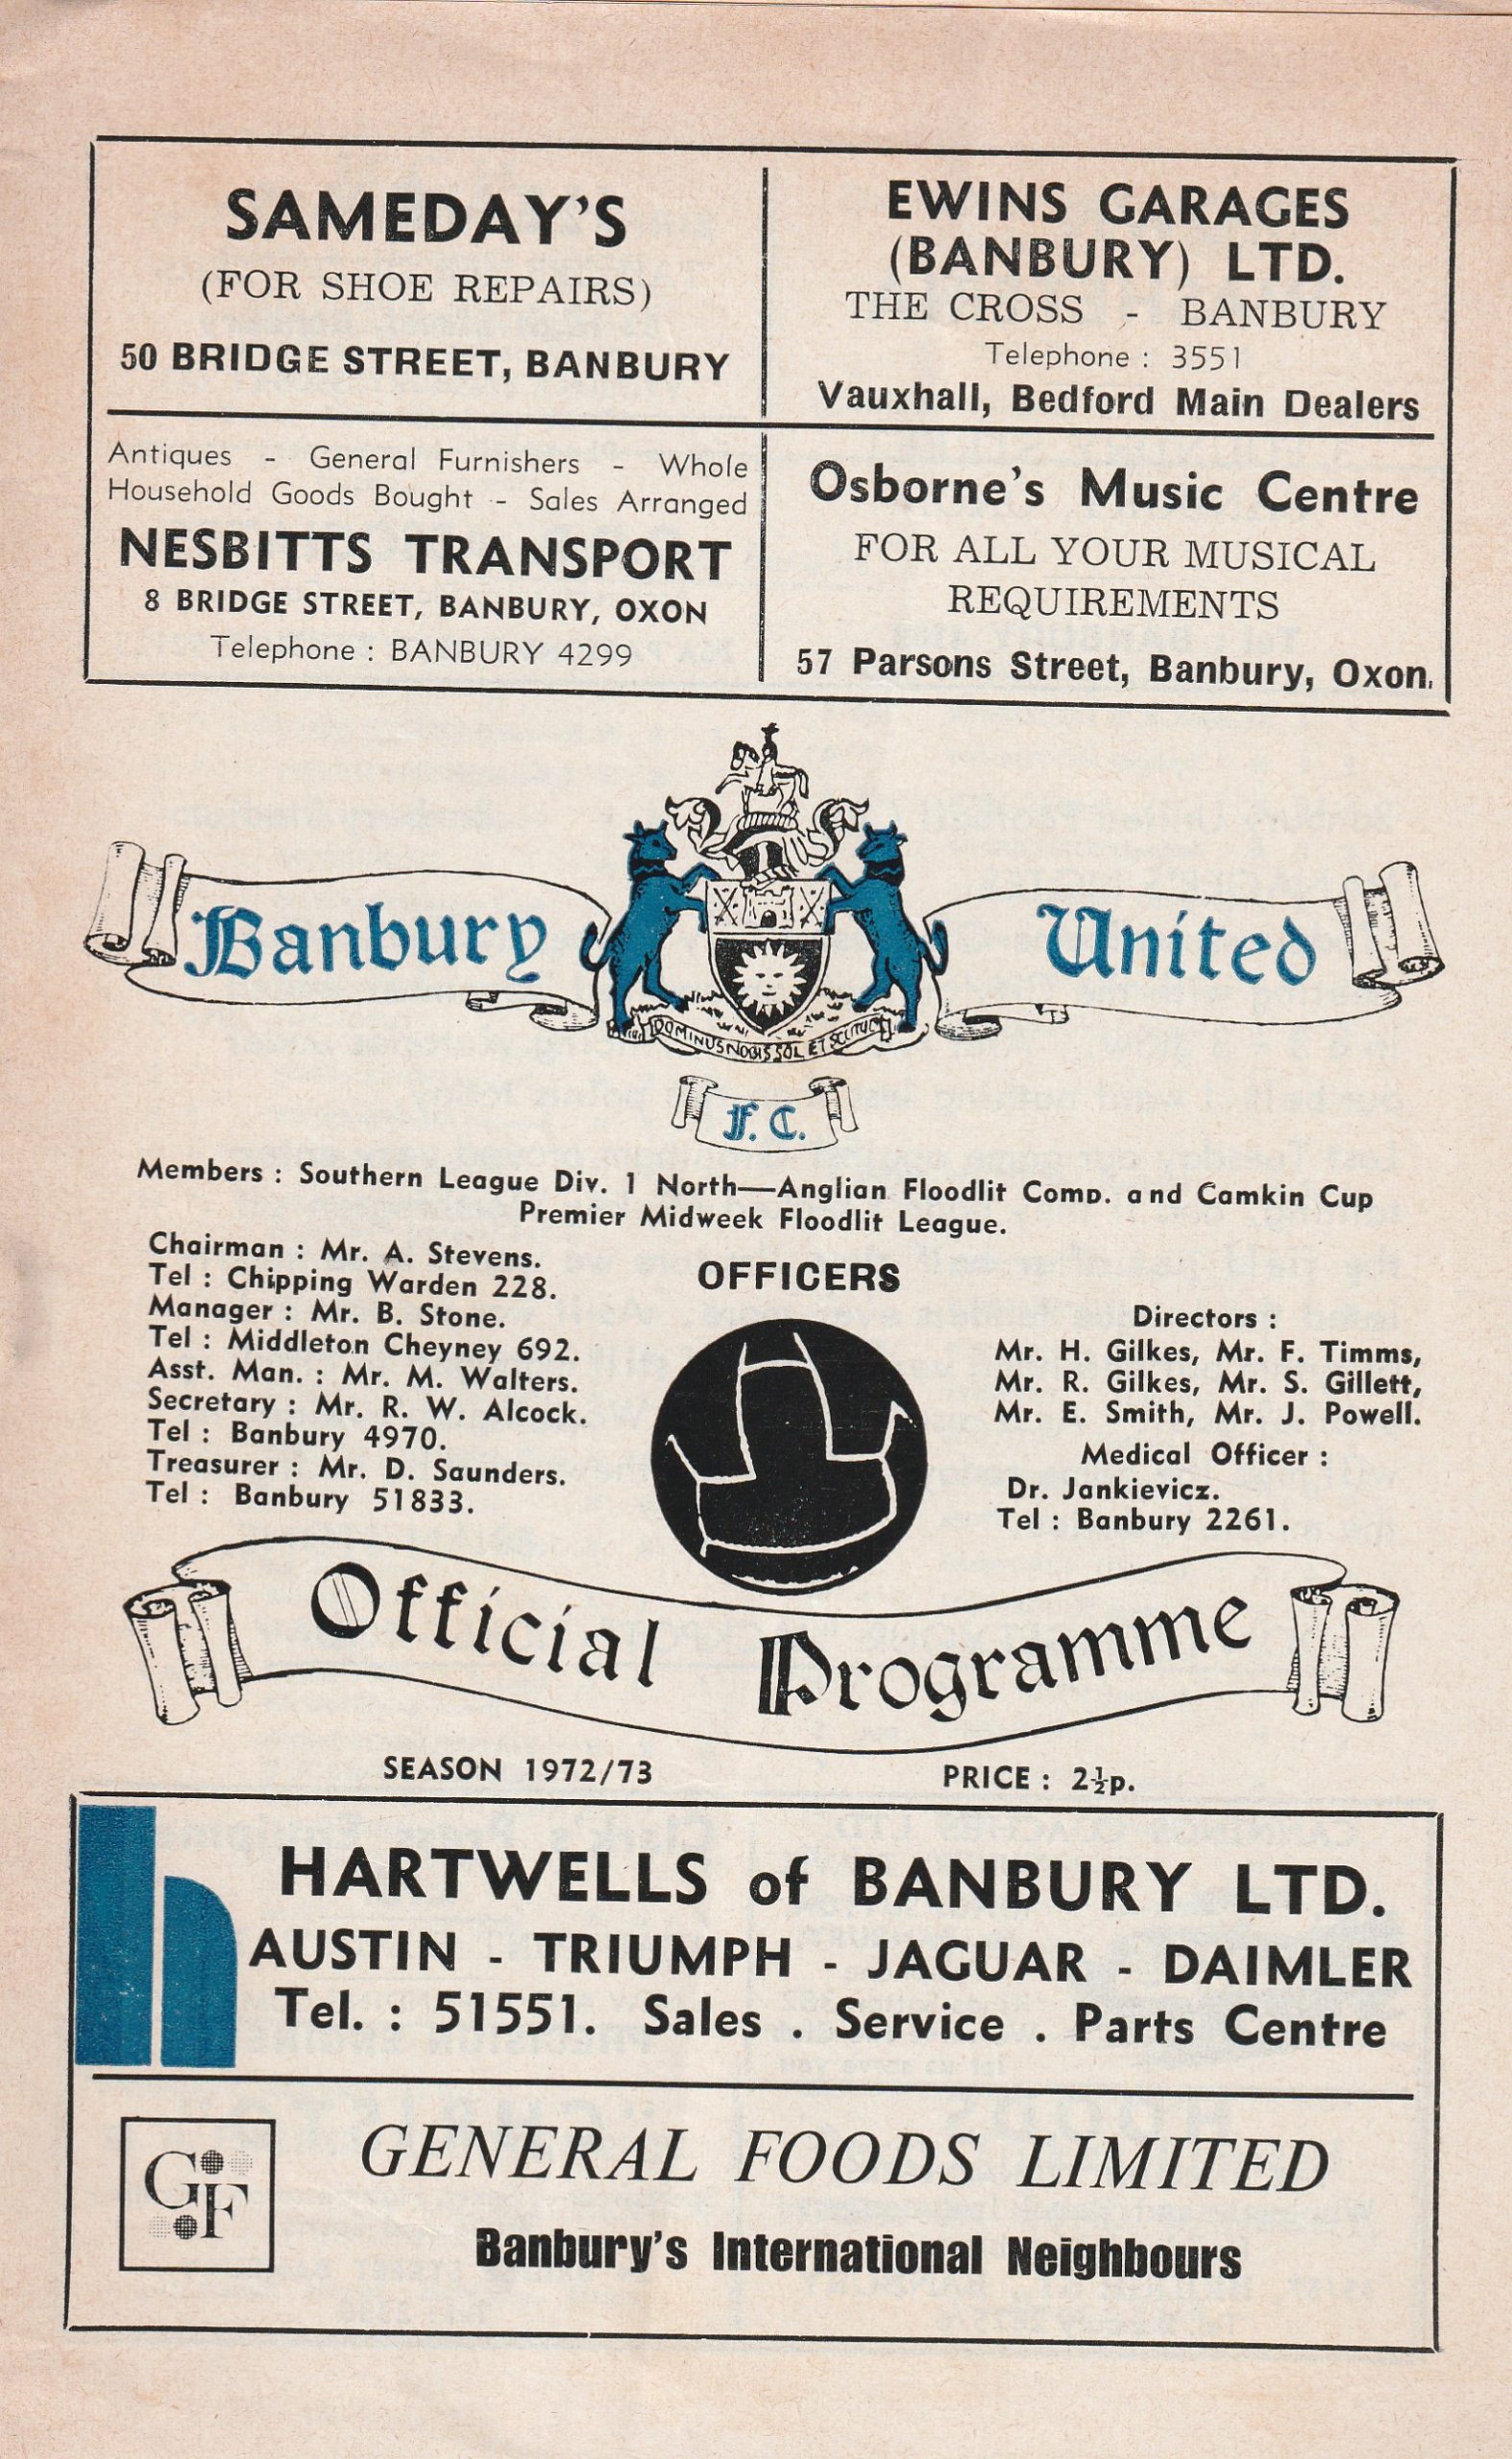 SAMEDAY'S
(FOR SHOE REPAIRS)
50 BRIDGE STREET, BANBURY
EWINS GARAGES
(BANBURY) LTD.
THE CROSS - BANBURY
Telephone : 3551
Vauxhall, Bedford Main Dealers
Antiques - General Furnishers - Whole
Household Goods Bought - Sales Arranged
NESBITTS TRANSPORT
8 BRIDGE STREET, BANBURY, OXON
Telephone : BANBURY 4299
Osborne's Music Centre
FOR ALL YOUR MUSICAL
REQUIREMENTS
57 Parsons Street, Banbury, Oxon.
Banbury United
DOMINUS NOBIS SOL ET SCUTUM
F. C.
Members : Southern League Div. 1 North—Anglian Floodlit Comp. and Camkin Cup
Premier Midweek Floodlit League.
OFFICERS
Chairman : Mr. A. Stevens.
Tel : Chipping Warden 228.
Manager : Mr. B. Stone.
Tel : Middleton Cheyney 692.
Asst. Man. : Mr. M. Walters.
Secretary : Mr. R. W. Alcock.
Tel : Banbury 4970.
Treasurer : Mr. D. Saunders.
Tel : Banbury 51833.
Directors :
Mr. H. Gilkes, Mr. F. Timms,
Mr. R. Gilkes, Mr. S. Gillett,
Mr. E. Smith, Mr. J. Powell.
Medical Officer :
Dr. Jankievicz.
Tel : Banbury 2261.
Official Programme
SEASON 1972/73
PRICE : 2½p.
HARTWELLS of BANBURY LTD.
AUSTIN - TRIUMPH - JAGUAR - DAIMLER
Tel. : 51551. Sales . Service . Parts Centre
GF
GENERAL FOODS LIMITED
Banbury's International Neighbours